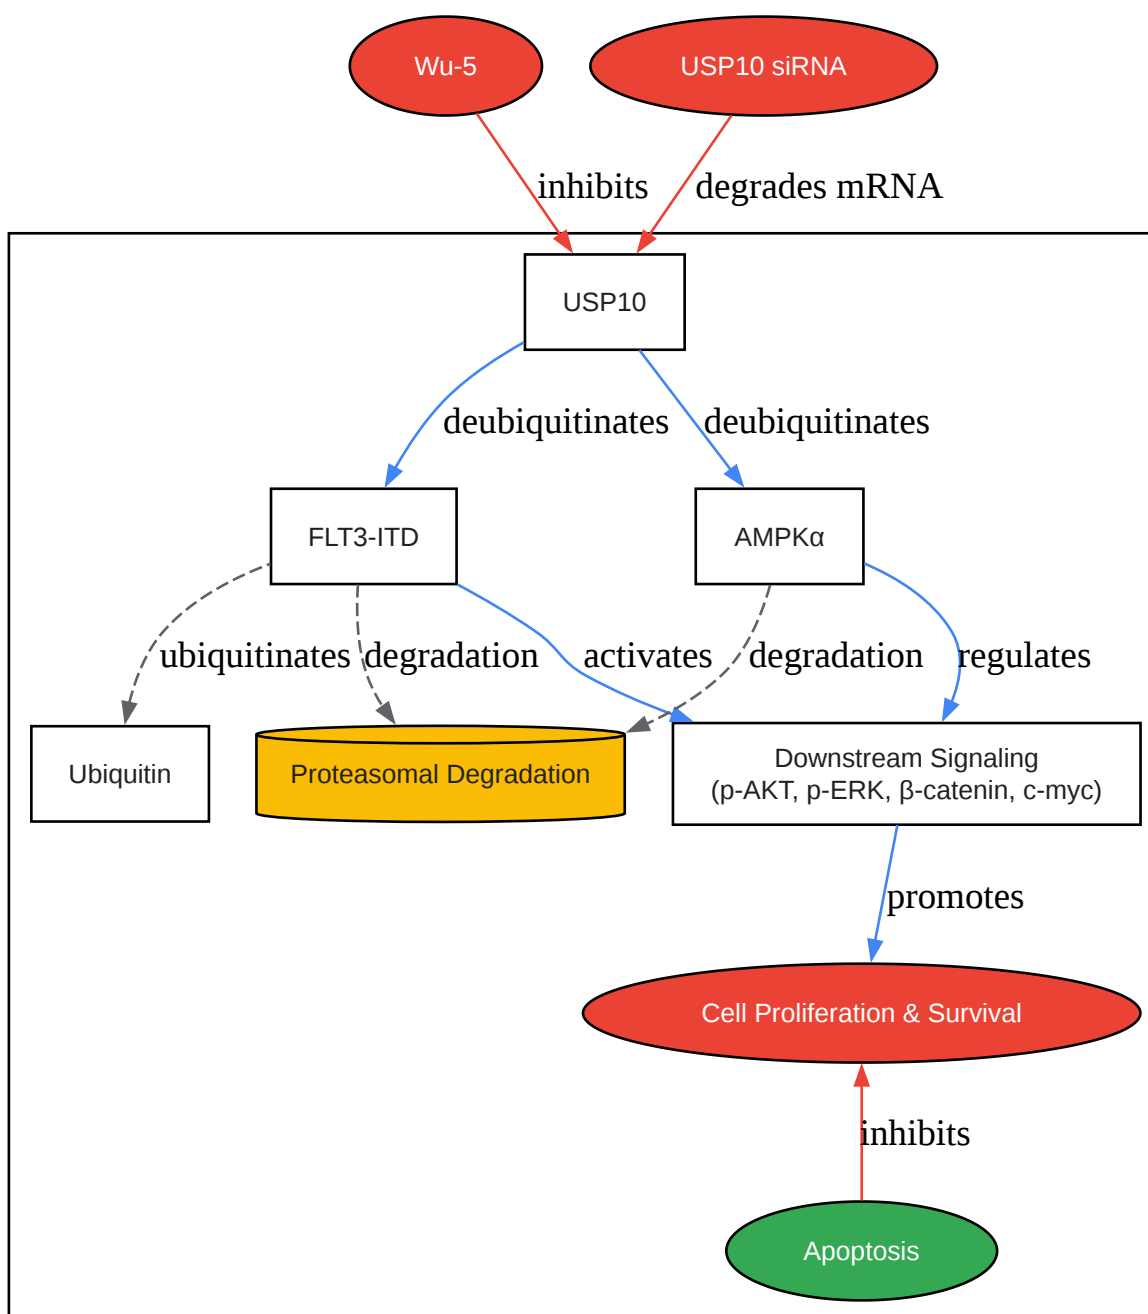 Wu-5
USP10 siRNA
inhibits
degrades mRNA
USP10
deubiquitinates
deubiquitinates
FLT3-ITD
AMPKα
ubiquitinates
degradation
activates
degradation
regulates
Ubiquitin
Proteasomal Degradation
Downstream Signaling
(p-AKT, p-ERK, β-catenin, c-myc)
promotes
Cell Proliferation & Survival
inhibits
Apoptosis